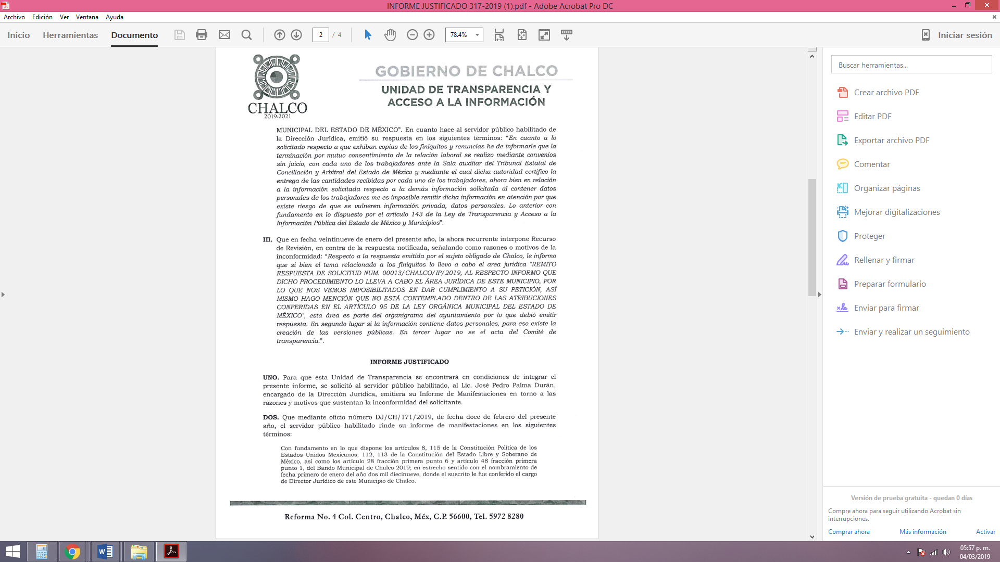 INFORME JUSTIFICADO 317-2019 (1).pdf - Adobe Acrobat Pro DC
Archivo Edición Ver Ventana Ayuda
Inicio Herramientas Documento 2 / 4 78.4% Iniciar sesión
CHALCO
2019-2021
GOBIERNO DE CHALCO
UNIDAD DE TRANSPARENCIA Y
ACCESO A LA INFORMACIÓN
MUNICIPAL DEL ESTADO DE MÉXICO”. En cuanto hace al servidor público habilitado de
la Dirección Jurídica, emitió su respuesta en los siguientes términos: “En cuanto a lo
solicitado respecto a que exhiban copias de los finiquitos y renuncias he de informarle que la
terminación por mutuo consentimiento de la relación laboral se realizo mediante convenios
sin juicio, con cada uno de los trabajadores ante la Sala auxiliar del Tribunal Estatal de
Conciliación y Arbitral del Estado de México y mediante el cual dicha autoridad certifico la
entrega de las cantidades recibidas por cada uno de los trabajadores, ahora bien en relación
a la información solicitada respecto a la demás información solicitada al contener datos
personales de los trabajadores me es imposible remitir dicha información en atención por que
existe riesgo de que se vulneren información privada, datos personales. Lo anterior con
fundamento en lo dispuesto por el articulo 143 de la Ley de Transparencia y Acceso a la
Información Pública del Estado de México y Municipios”.
III. Que en fecha veintinueve de enero del presente año, la ahora recurrente interpone Recurso
de Revisión, en contra de la respuesta notificada, señalando como razones o motivos de la
inconformidad: “Respecto a la respuesta emitida por el sujeto obligado de Chalco, le informo
que si bien el tema relacionado a los finiquitos lo llevo a cabo el area juridica "REMITO
RESPUESTA DE SOLICITUD NUM. 00013/CHALCO/IP/2019, AL RESPECTO INFORMO QUE
DICHO PROCEDIMIENTO LO LLEVA A CABO EL ÁREA JURÍDICA DE ESTE MUNICIPIO, POR
LO QUE NOS VEMOS IMPOSIBILITADOS EN DAR CUMPLIMIENTO A SU PETICIÓN, ASÍ
MISMO HAGO MENCIÓN QUE NO ESTÁ CONTEMPLADO DENTRO DE LAS ATRIBUCIONES
CONFERIDAS EN EL ARTÍCULO 95 DE LA LEY ORGÁNICA MUNICIPAL DEL ESTADO DE
MÉXICO", esta área es parte del organigrama del ayuntamiento por lo que debió emitir
respuesta. En segundo lugar si la información contiene datos personales, para eso existe la
creación de las versiones públicas. En tercer lugar no se el acta del Comité de
transparencia.”.
INFORME JUSTIFICADO
UNO. Para que esta Unidad de Transparencia se encontrará en condiciones de integrar el
presente informe, se solicitó al servidor público habilitado, al Lic. José Pedro Palma Durán,
encargado de la Dirección Jurídica, emitiera su Informe de Manifestaciones en torno a las
razones y motivos que sustentan la inconformidad del solicitante.
DOS. Que mediante oficio número DJ/CH/171/2019, de fecha doce de febrero del presente
año, el servidor público habilitado rinde su informe de manifestaciones en los siguientes
términos:
Con fundamento en lo que dispone los artículos 8, 115 de la Constitución Política de los
Estados Unidos Mexicanos; 112, 113 de la Constitución del Estado Libre y Soberano de
México, así como los artículo 28 fracción primera punto 6 y artículo 48 fracción primera
punto 1, del Bando Municipal de Chalco 2019; en estrecho sentido con el nombramiento de
fecha primero de enero del año dos mil diecinueve, donde el suscrito le fue conferido el cargo
de Director Jurídico de este Municipio de Chalco.
Reforma No. 4 Col. Centro, Chalco, Méx, C.P. 56600, Tel. 5972 8280
Buscar herramientas...
Crear archivo PDF
Editar PDF
Exportar archivo PDF
Comentar
Organizar páginas
Mejorar digitalizaciones
Proteger
Rellenar y firmar
Preparar formulario
Enviar para firmar
Enviar y realizar un seguimiento
Versión de prueba gratuita - quedan 0 días
Compre ahora para seguir utilizando Acrobat sin
interrupciones.
Comprar ahora Más información Activar
05:57 p. m.
04/03/2019